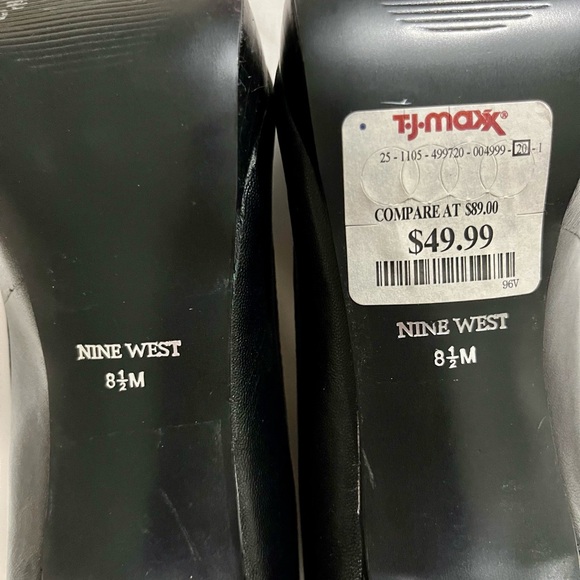 T·J·maxx®
25 - 1105 - 499720 - 004999 - 20 - 1
COMPARE AT $89.00
$49.99
96V
NINE WEST
8½M
NINE WEST
8½M